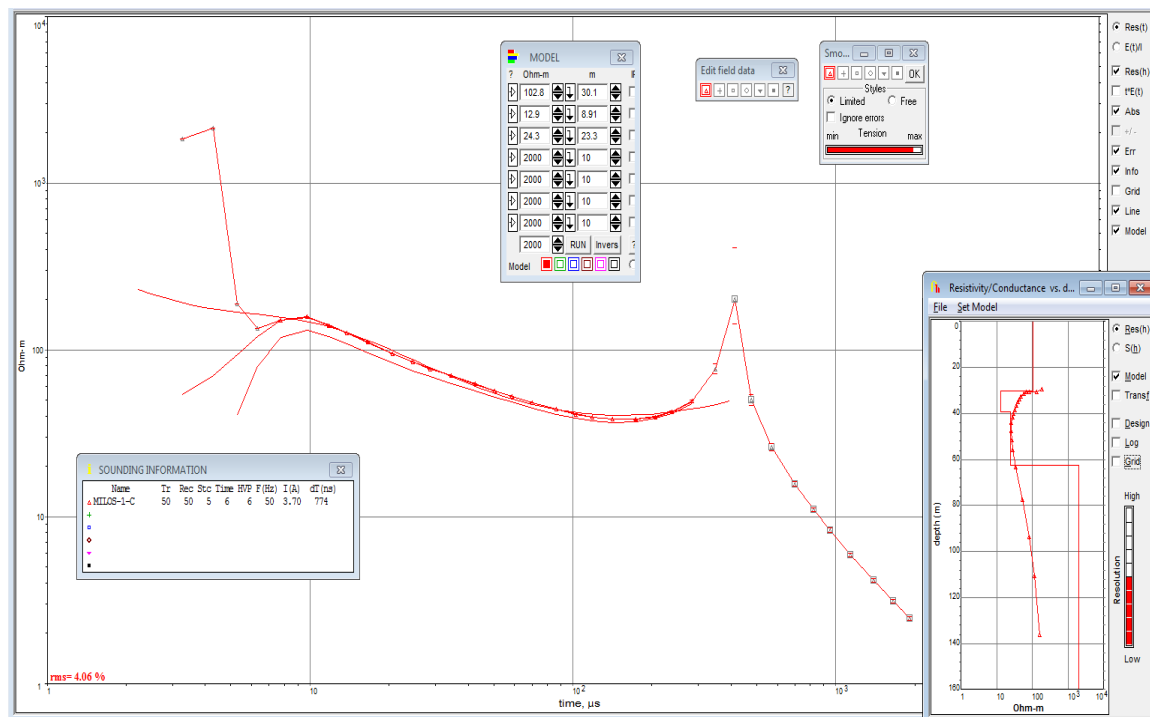 10⁴
10³
100
10
1
Ohm-m
1
10
10²
10³
time, µs
rms= 4.06 %
MODEL
? Ohm-m m IF
102.8 30.1
12.9 8.91
24.3 23.3
2000 10
2000 10
2000 10
2000 10
2000 RUN Invers ?
Model
Edit field data
?
Smo...
OK
Styles
Limited Free
Ignore errors
min Tension max
Res(t)
E(t)/I
Res(h)
t*E(t)
Abs
+/-
Err
Info
Grid
Line
Model
SOUNDING INFORMATION
Name Tr Rec Stc Time HVP F(Hz) I(A) dT(ns)
MILOS-1-C 50 50 5 6 6 50 3.70 774
Resistivity/Conductance vs. d...
File Set Model
0
20
40
60
80
100
120
140
160
depth (m)
1 10 100 10³ 10⁴
Ohm-m
Res(h)
S(h)
Model
Transf
Design
Log
Grid
High
Resolution
Low